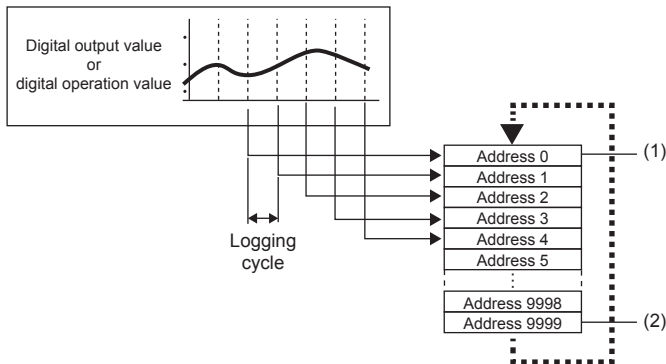 Digital output value
or
digital operation value
Logging
cycle
Address 0
Address 1
Address 2
Address 3
Address 4
Address 5
Address 9998
Address 9999
(1)
(2)